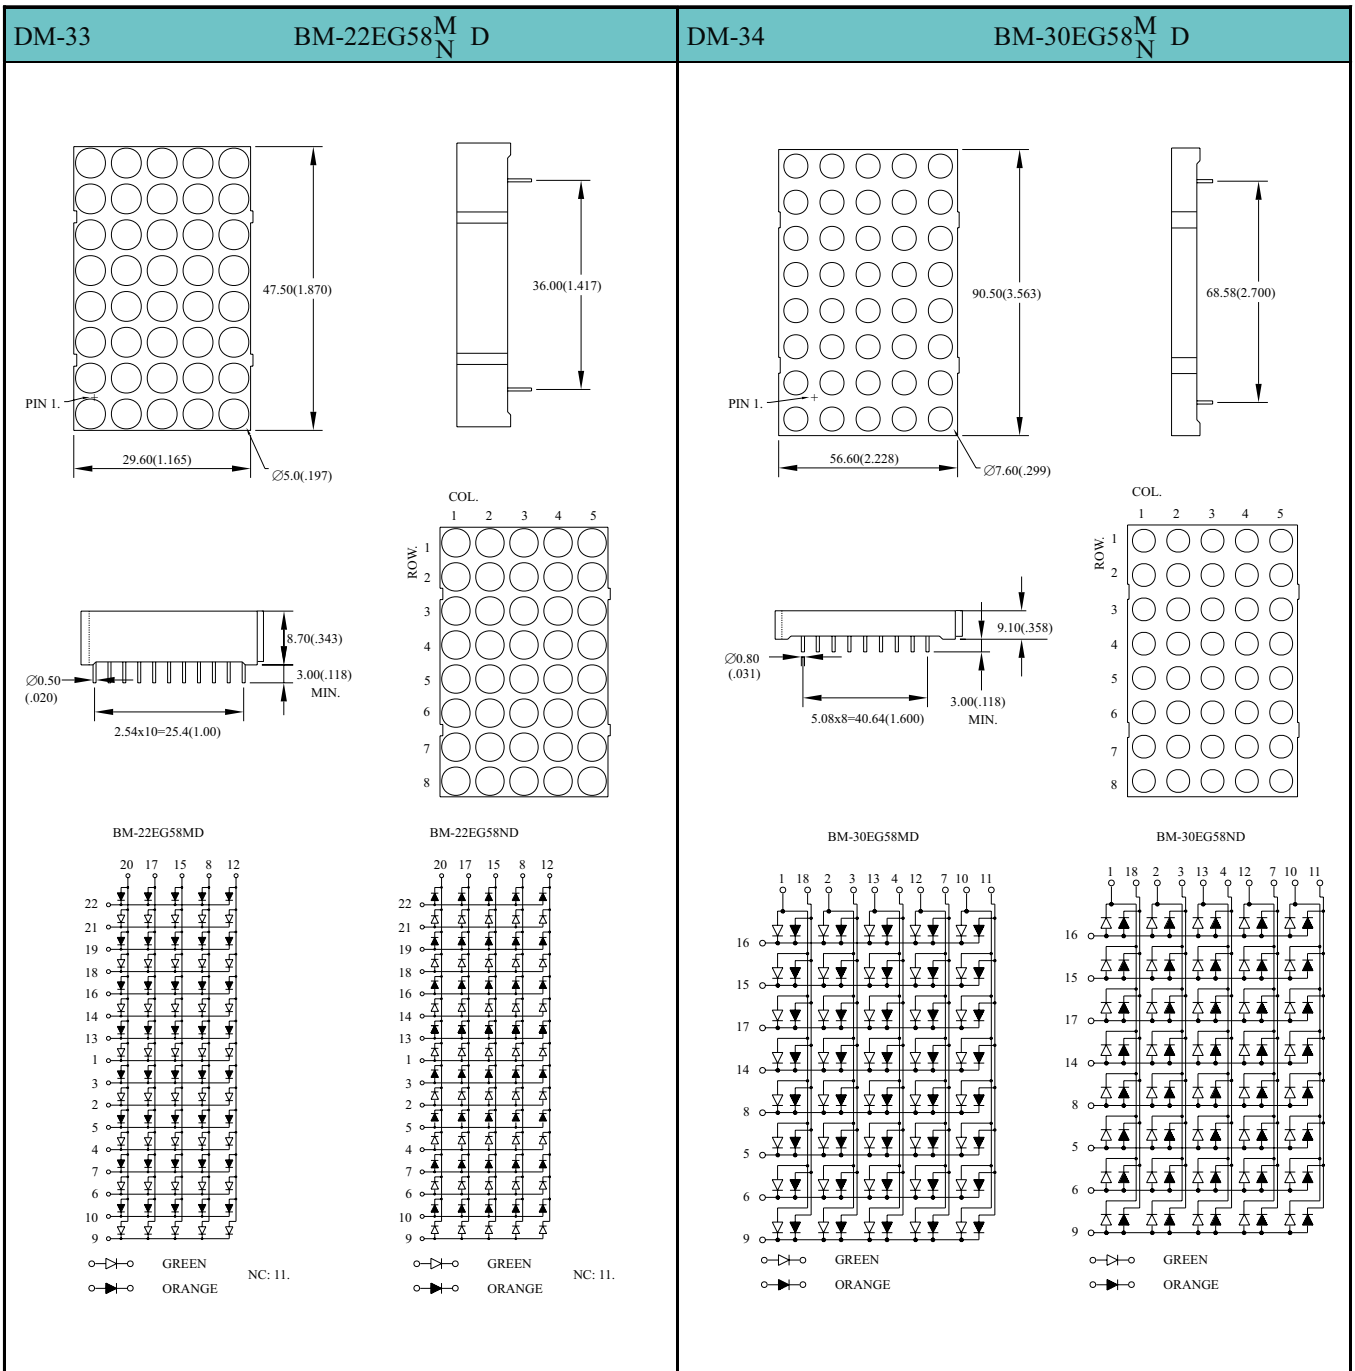 DM-33 BM-22EG58 M/N D
DM-34 BM-30EG58 M/N D
47.50(1.870)
36.00(1.417)
PIN 1.
29.60(1.165)
∅5.0(.197)
90.50(3.563)
68.58(2.700)
PIN 1.
56.60(2.228)
∅7.60(.299)
COL.
1 2 3 4 5
ROW.
1
2
3
4
5
6
7
8
8.70(.343)
3.00(.118)
MIN.
∅0.50
(.020)
2.54x10=25.4(1.00)
COL.
1 2 3 4 5
ROW.
1
2
3
4
5
6
7
8
9.10(.358)
∅0.80
(.031)
3.00(.118)
MIN.
5.08x8=40.64(1.600)
BM-22EG58MD
20 17 15 8 12
22
21
19
18
16
14
13
1
3
2
5
4
7
6
10
9
GREEN
ORANGE
NC: 11.
BM-22EG58ND
20 17 15 8 12
22
21
19
18
16
14
13
1
3
2
5
4
7
6
10
9
GREEN
ORANGE
NC: 11.
BM-30EG58MD
1 18 2 3 13 4 12 7 10 11
16
15
17
14
8
5
6
9
GREEN
ORANGE
BM-30EG58ND
1 18 2 3 13 4 12 7 10 11
16
15
17
14
8
5
6
9
GREEN
ORANGE